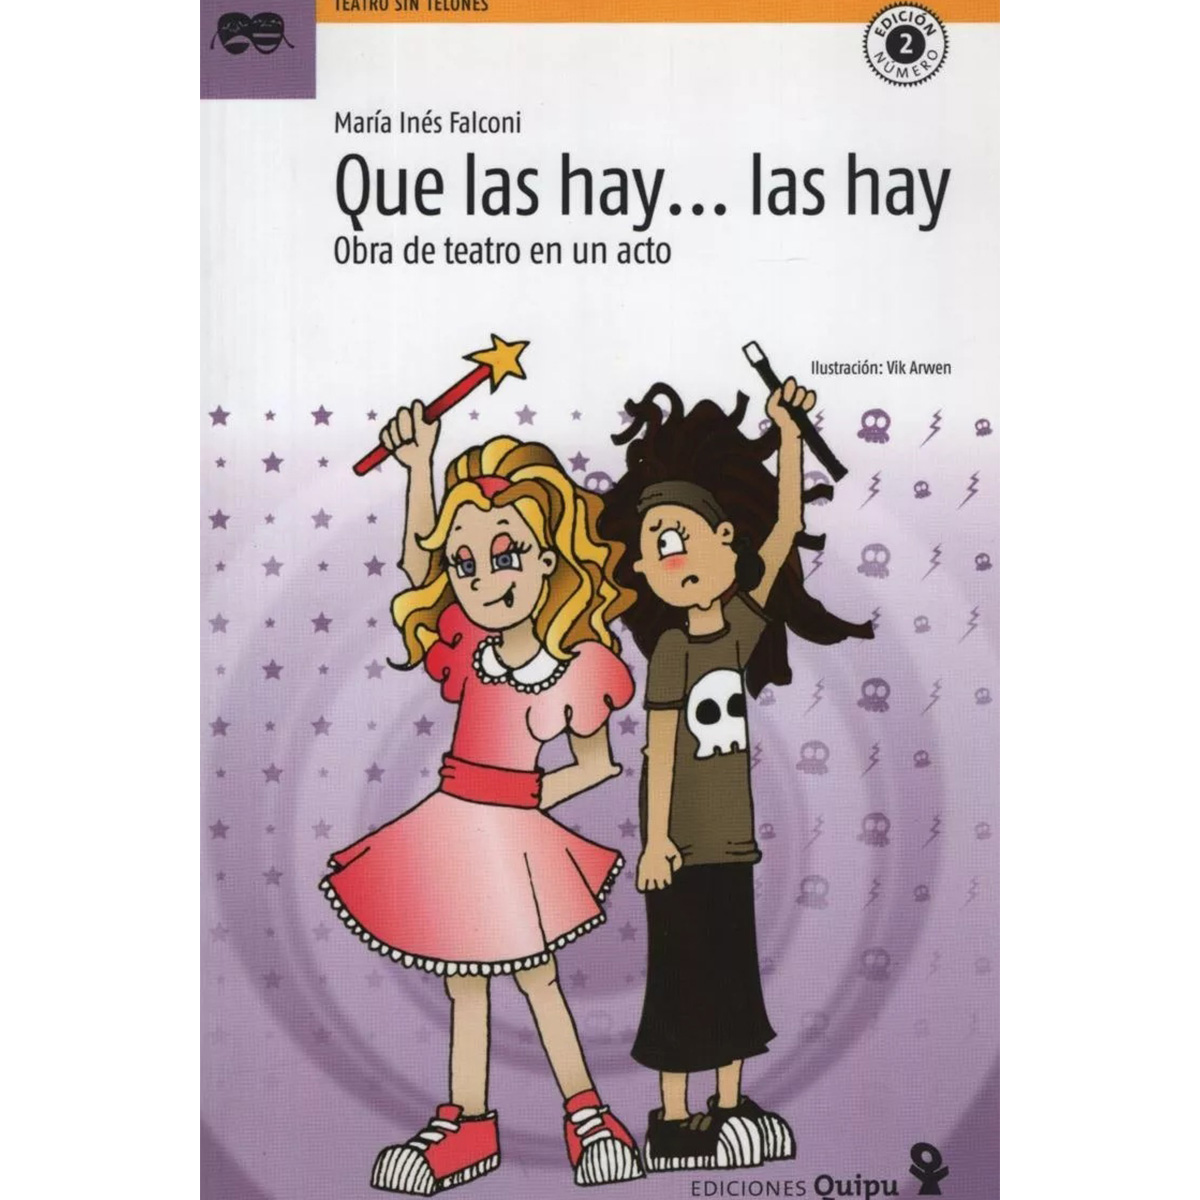 TEATRO SIN TELONES
EDICIÓN
2
NÚMERO
María Inés Falconi
Que las hay... las hay
Obra de teatro en un acto
Ilustración: Vik Arwen
EDICIONES Quipu